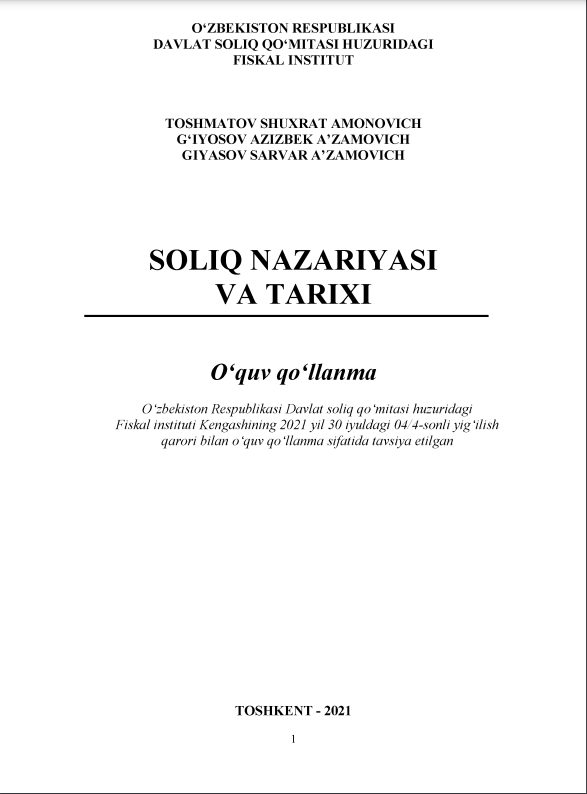 O‘ZBEKISTON RESPUBLIKASI
DAVLAT SOLIQ QO‘MITASI HUZURIDAGI
FISKAL INSTITUT
TOSHMATOV SHUXRAT AMONOVICH
G‘IYOSOV AZIZBEK A’ZAMOVICH
GIYASOV SARVAR A’ZAMOVICH
SOLIQ NAZARIYASI
VA TARIXI
O‘quv qo‘llanma
O‘zbekiston Respublikasi Davlat soliq qo‘mitasi huzuridagi
Fiskal instituti Kengashining 2021 yil 30 iyuldagi 04/4-sonli yig‘ilish
qarori bilan o‘quv qo‘llanma sifatida tavsiya etilgan
TOSHKENT - 2021
1